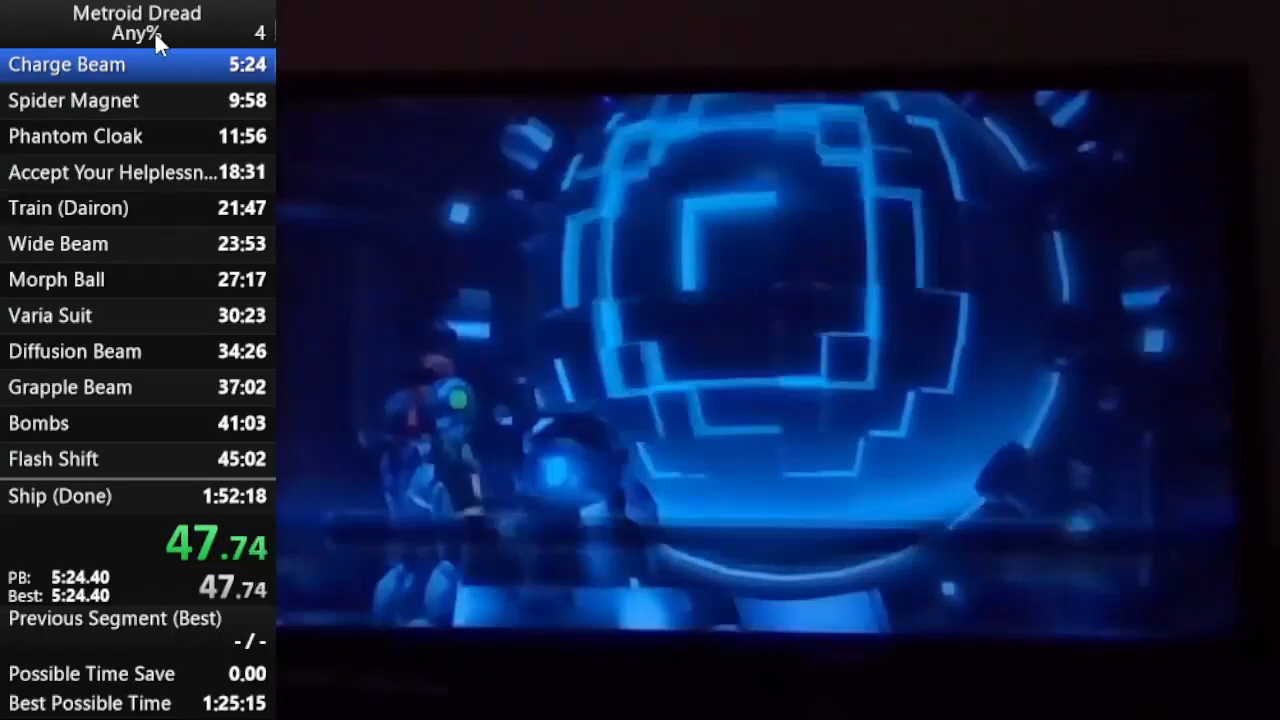 Metroid Dread
Any% 4
Charge Beam 5:24
Spider Magnet 9:58
Phantom Cloak 11:56
Accept Your Helplessn... 18:31
Train (Dairon) 21:47
Wide Beam 23:53
Morph Ball 27:17
Varia Suit 30:23
Diffusion Beam 34:26
Grapple Beam 37:02
Bombs 41:03
Flash Shift 45:02
Ship (Done) 1:52:18
47.74
PB: 5:24.40 47.74
Best: 5:24.40
Previous Segment (Best)
- / -
Possible Time Save 0.00
Best Possible Time 1:25:15